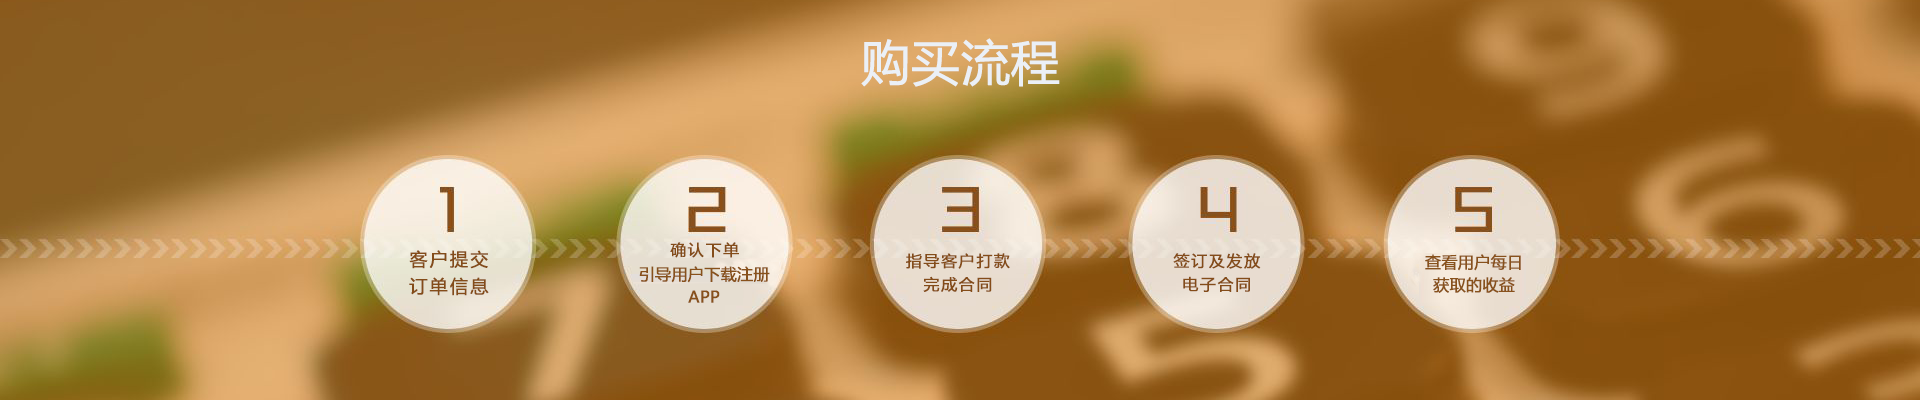 购买流程
1
客户提交
订单信息
2
确认下单
引导用户下载注册
APP
3
指导客户打款
完成合同
4
签订及发放
电子合同
5
查看用户每日
获取的收益